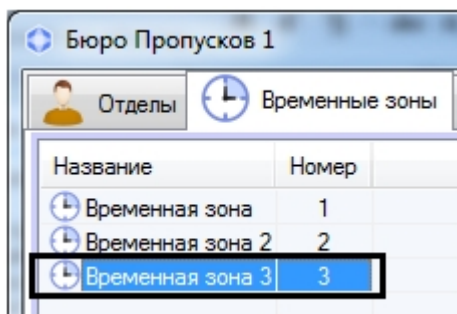 Бюро Пропусков 1
Отделы Временные зоны
Название Номер
Временная зона 1
Временная зона 2 2
Временная зона 3 3